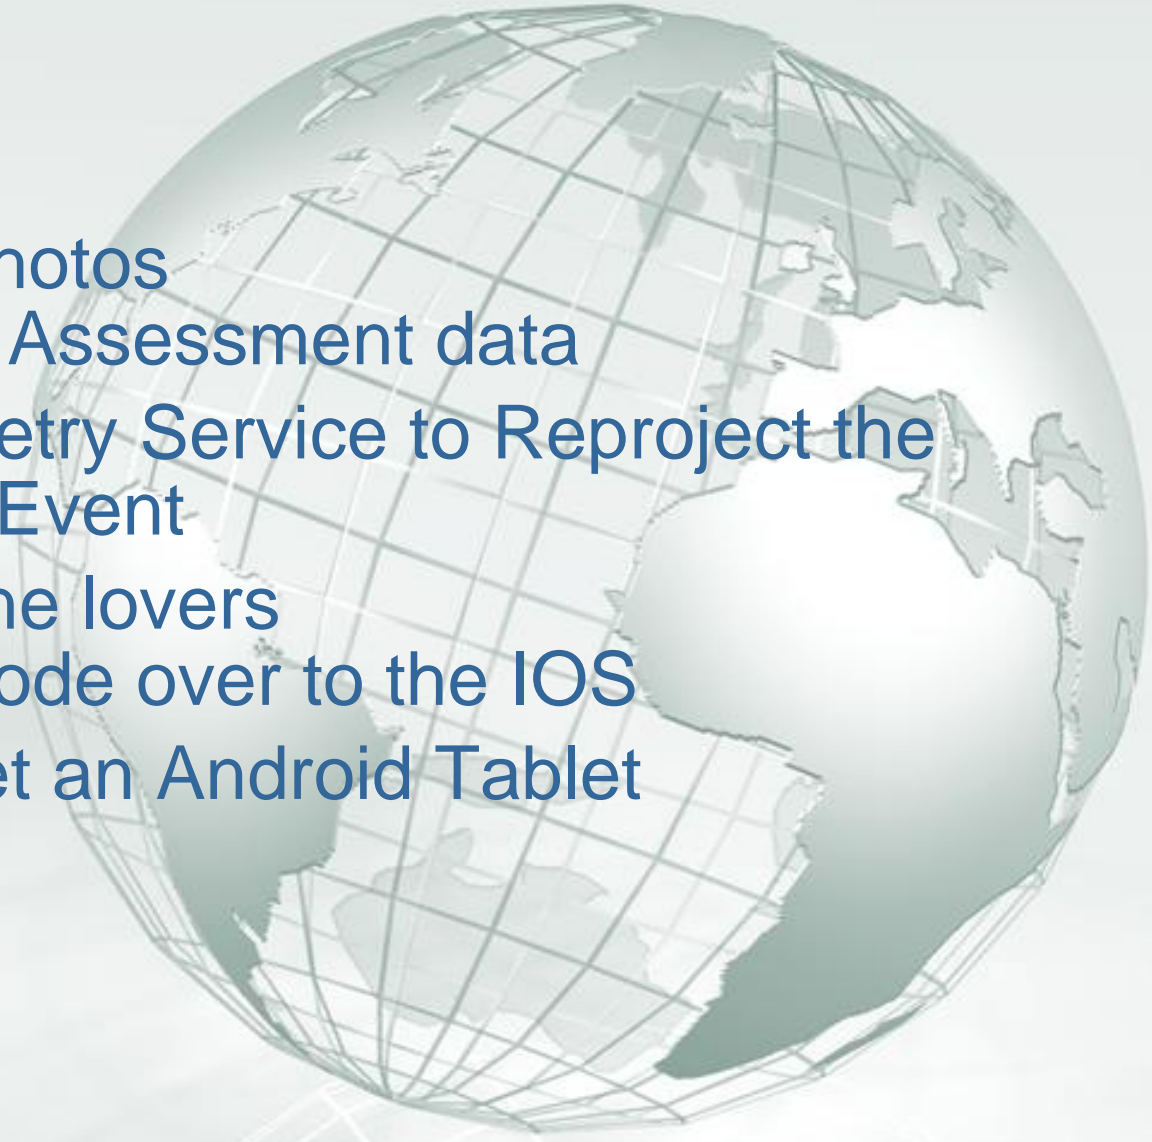 hotos
Assessment data
etry Service to Reproject the
Event
ne lovers
ode over to the IOS
et an Android Tablet